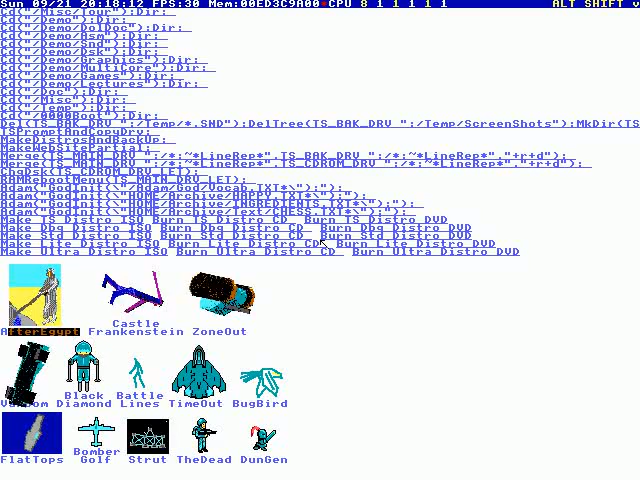 Sun 09/21 20:18:12 FPS:30 Mem:00ED3C9A00 CPU 8 1 1 1 1 1 ALT SHIFT v
Cd("/Misc/Tour");Dir;
Cd("/Demo");Dir;
Cd("/Demo/DolDoc");Dir;
Cd("/Demo/Asm");Dir;
Cd("/Demo/Snd");Dir;
Cd("/Demo/Dsk");Dir;
Cd("/Demo/Graphics");Dir;
Cd("/Demo/MultiCore");Dir;
Cd("/Demo/Games");Dir;
Cd("/Demo/Lectures");Dir;
Cd("/Doc");Dir;
Cd("/Misc");Dir;
Cd("/Temp");Dir;
Cd("/0000Boot");Dir;
Del(TS_BAK_DRV ":/Temp/*.SND");DelTree(TS_BAK_DRV ":/Temp/ScreenShots");MkDir(TS
TSPromptAndCopyDrv;
MakeDistrosAndBackUp;
MakeWebSitePartial;
Merge(TS_MAIN_DRV ":/*;~*LineRep*",TS_BAK_DRV ":/*;~*LineRep*","+r+d");
Merge(TS_MAIN_DRV ":/*;~*LineRep*",TS_CDROM_DRV ":/*;~*LineRep*","+r+d");
ChgDsk(TS_CDROM_DRV_LET);
RAMRebootMenu(TS_MAIN_DRV_LET);
Adam("GodInit(\"/Adam/God/Vocab.TXT*\");");
Adam("GodInit(\"HOME/Archive/HAPPY.TXT*\");");
Adam("GodInit(\"HOME/Archive/INGREDIENTS.TXT*\");");
Adam("GodInit(\"HOME/Archive/Text/CHESS.TXT*\");");
Make TS Distro ISO Burn TS Distro CD Burn TS Distro DVD
Make Dbg Distro ISO Burn Dbg Distro CD Burn Dbg Distro DVD
Make Std Distro ISO Burn Std Distro CD Burn Std Distro DVD
Make Lite Distro ISO Burn Lite Distro CD Burn Lite Distro DVD
Make Ultra Distro ISO Burn Ultra Distro CD Burn Ultra Distro DVD
AfterEgypt Castle Frankenstein ZoneOut
Varoom Black Diamond Battle Lines TimeOut BugBird
FlatTops Bomber Golf Strut TheDead DunGen